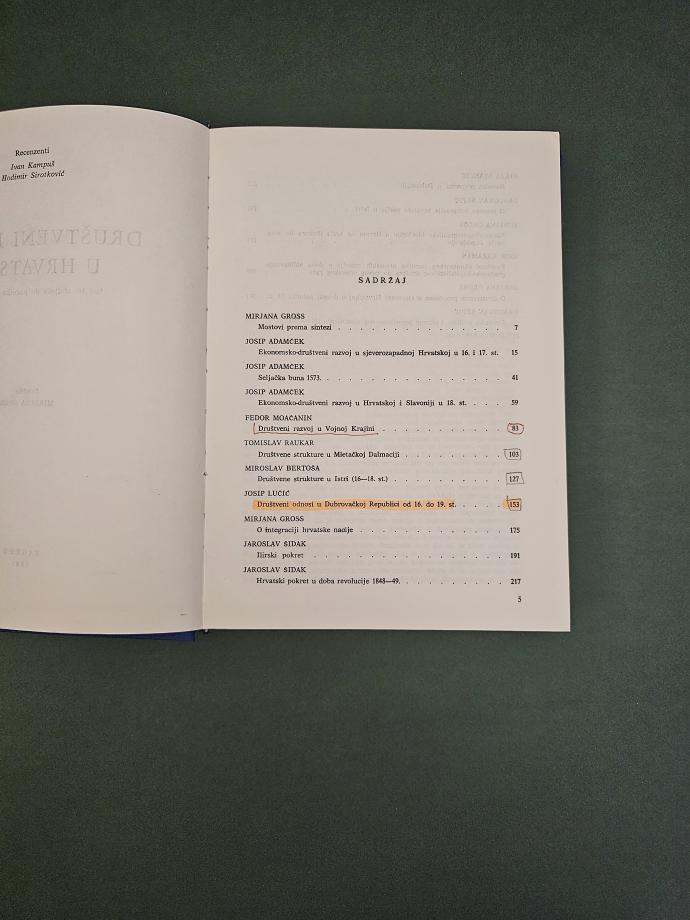 Recenzenti
Ivan Kampuš
Hodimir Sirotković
SADRŽAJ
MIRJANA GROSS
Mostovi prema sintezi . . . . . . . . . . . . . . . 7
JOSIP ADAMČEK
Ekonomsko-društveni razvoj u sjeverozapadnoj Hrvatskoj u 16. i 17. st. 15
JOSIP ADAMČEK
Seljačka buna 1573. . . . . . . . . . . . . . . . 41
JOSIP ADAMČEK
Ekonomsko-društveni razvoj u Hrvatskoj i Slavoniji u 18. st. . . . 59
FEDOR MOAČANIN
Društveni razvoj u Vojnoj Krajini . . . . . . . . . . . 83
TOMISLAV RAUKAR
Društvene strukture u Mletačkoj Dalmaciji . . . . . . . . . 103
MIROSLAV BERTOŠA
Društvene strukture u Istri (16—18. st.) . . . . . . . . . . 127
JOSIP LUČIĆ
Društveni odnosi u Dubrovačkoj Republici od 16. do 19. st. . . . . 153
MIRJANA GROSS
O integraciji hrvatske nacije . . . . . . . . . . . . . 175
JAROSLAV ŠIDAK
Ilirski pokret . . . . . . . . . . . . . . . . . 191
JAROSLAV ŠIDAK
Hrvatski pokret u doba revolucije 1848—49. . . . . . . . . . 217
5